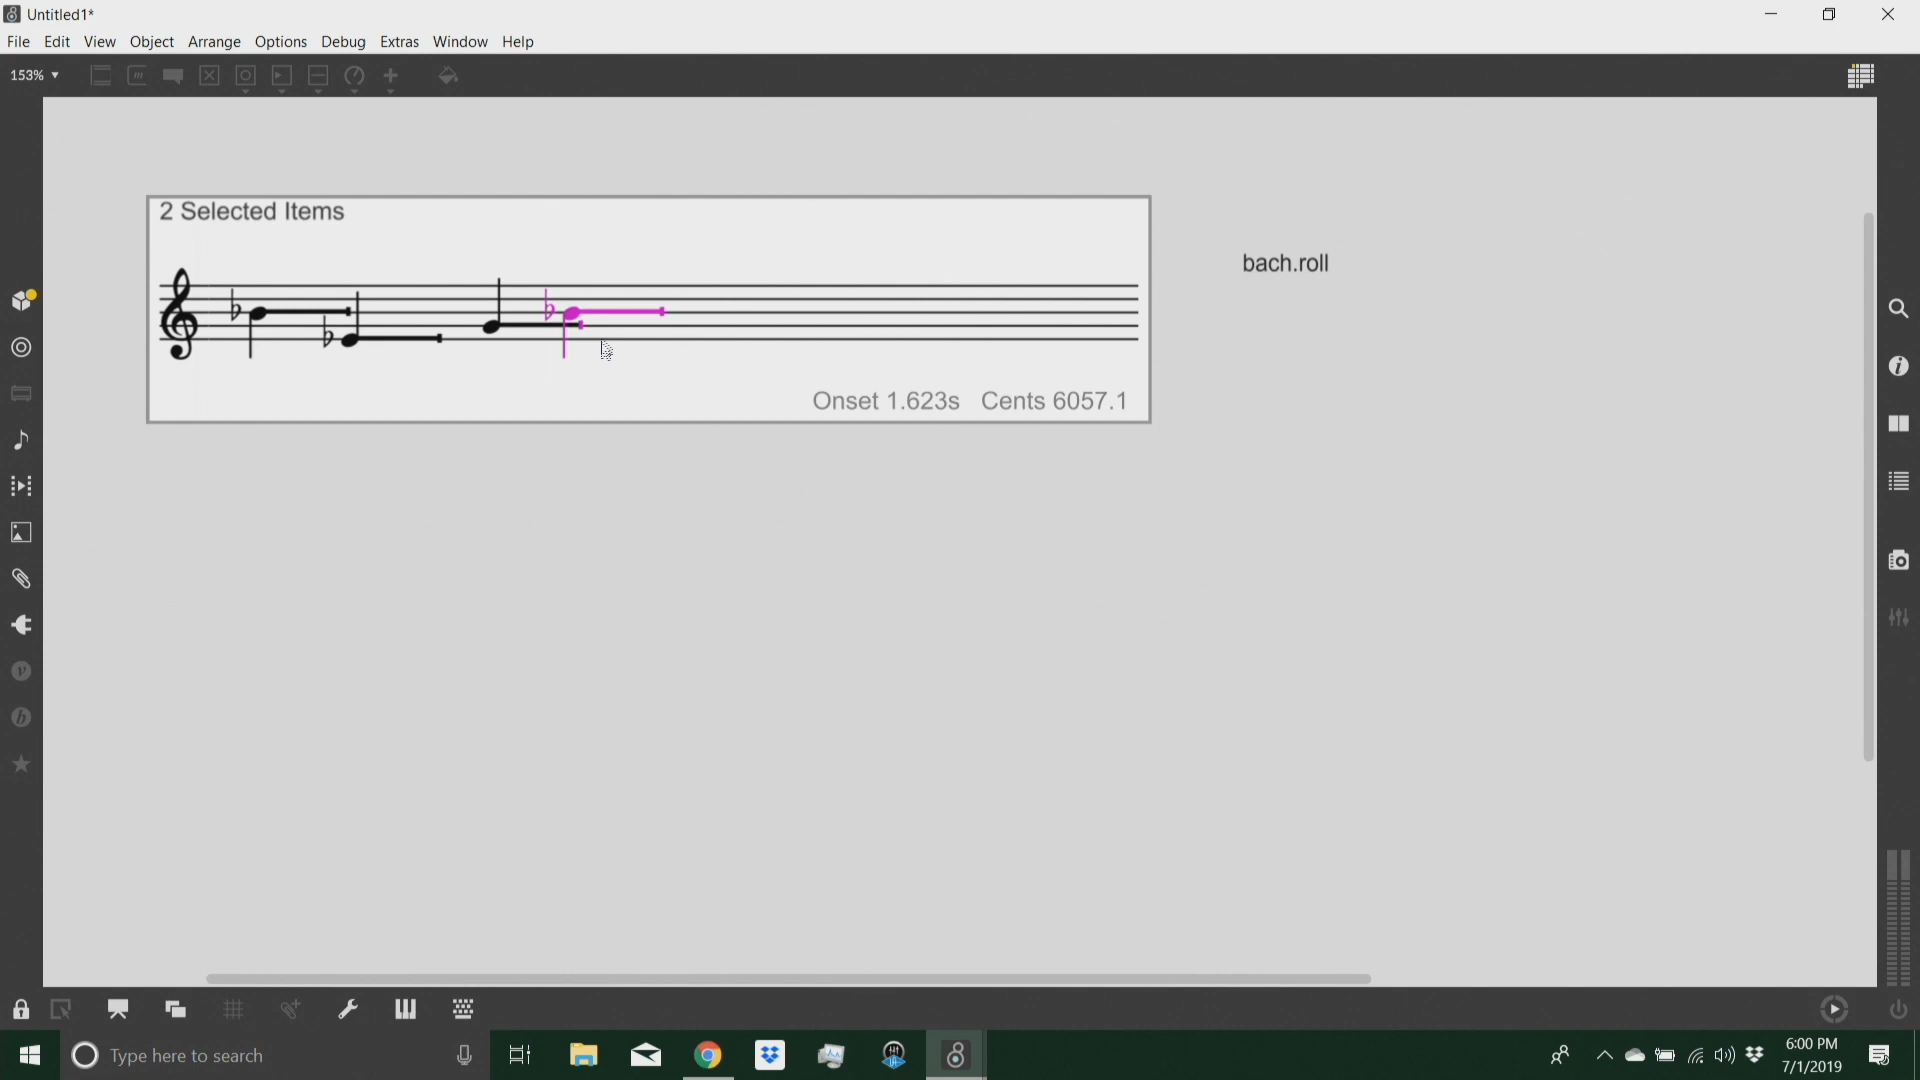 Untitled1*
File Edit View Object Arrange Options Debug Extras Window Help
153%
2 Selected Items
bach.roll
Onset 1.623s Cents 6057.1
Type here to search
6:00 PM
7/1/2019